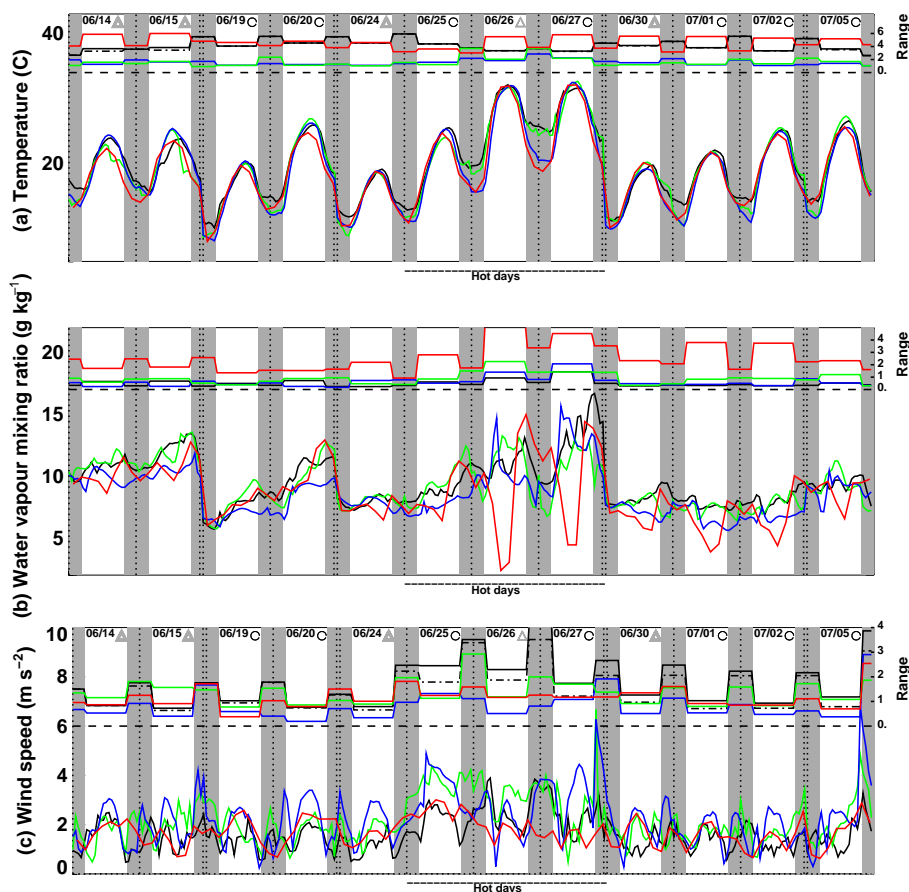 06/14 06/15 06/19 06/20 06/24 06/25 06/26 06/27 06/30 07/01 07/02 07/05
40
20
6
4
2
0.
Range
(a) Temperature (C)
Hot days
20
15
10
5
4
3
2
1
0.
Range
(b) Water vapour mixing ratio (g kg⁻¹)
Hot days
06/14 06/15 06/19 06/20 06/24 06/25 06/26 06/27 06/30 07/01 07/02 07/05
10
8
6
4
2
0
4
3
2
1
0.
Range
(c) Wind speed (m s⁻²)
Hot days